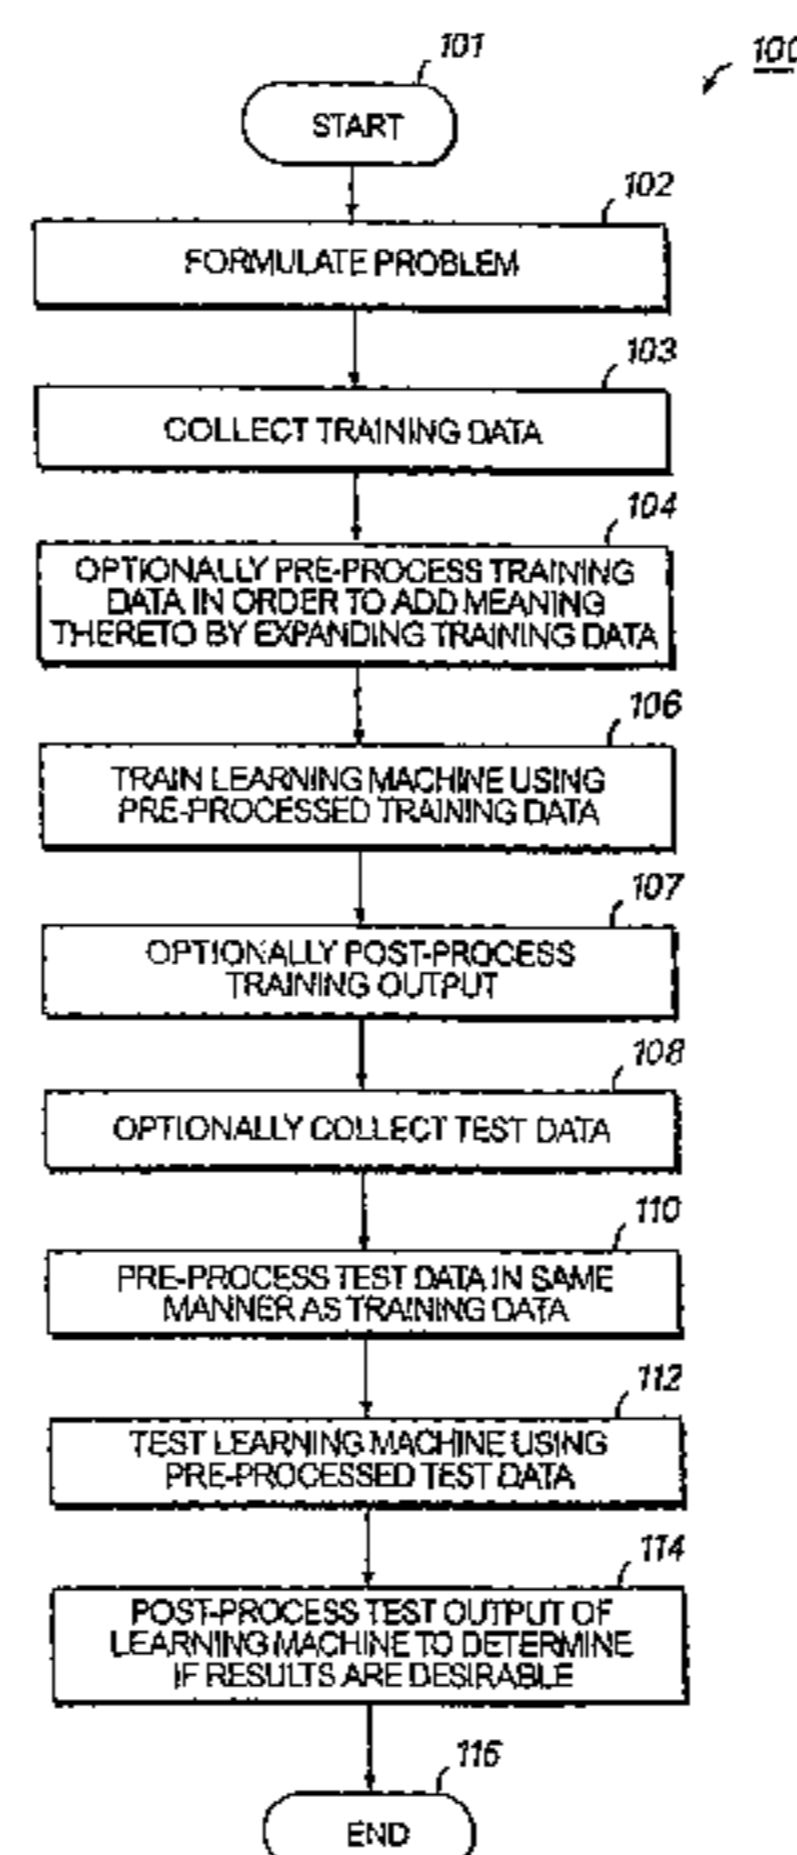 101
100
START
102
FORMULATE PROBLEM
103
COLLECT TRAINING DATA
104
OPTIONALLY PRE-PROCESS TRAINING
DATA IN ORDER TO ADD MEANING
THERETO BY EXPANDING TRAINING DATA
106
TRAIN LEARNING MACHINE USING
PRE-PROCESSED TRAINING DATA
107
OPTIONALLY POST-PROCESS
TRAINING OUTPUT
108
OPTIONALLY COLLECT TEST DATA
110
PRE-PROCESS TEST DATA IN SAME
MANNER AS TRAINING DATA
112
TEST LEARNING MACHINE USING
PRE-PROCESSED TEST DATA
114
POST-PROCESS TEST OUTPUT OF
LEARNING MACHINE TO DETERMINE
IF RESULTS ARE DESIRABLE
116
END